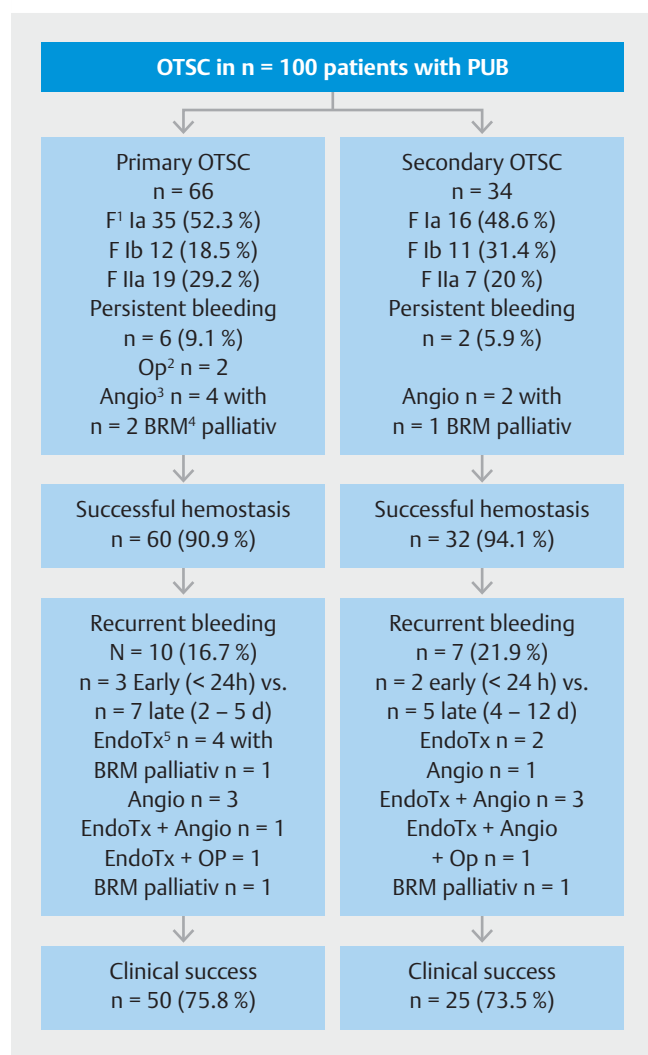 OTSC in n = 100 patients with PUB
Primary OTSC
n = 66
F¹ Ia 35 (52.3 %)
F Ib 12 (18.5 %)
F IIa 19 (29.2 %)
Persistent bleeding
n = 6 (9.1 %)
Op² n = 2
Angio³ n = 4 with
n = 2 BRM⁴ palliativ
Successful hemostasis
n = 60 (90.9 %)
Recurrent bleeding
N = 10 (16.7 %)
n = 3 Early (< 24h) vs.
n = 7 late (2 – 5 d)
EndoTx⁵ n = 4 with
BRM palliativ n = 1
Angio n = 3
EndoTx + Angio n = 1
EndoTx + OP = 1
BRM palliativ n = 1
Clinical success
n = 50 (75.8 %)
Secondary OTSC
n = 34
F Ia 16 (48.6 %)
F Ib 11 (31.4 %)
F IIa 7 (20 %)
Persistent bleeding
n = 2 (5.9 %)
Angio n = 2 with
n = 1 BRM palliativ
Successful hemostasis
n = 32 (94.1 %)
Recurrent bleeding
n = 7 (21.9 %)
n = 2 early (< 24 h) vs.
n = 5 late (4 – 12 d)
EndoTx n = 2
Angio n = 1
EndoTx + Angio n = 3
EndoTx + Angio
+ Op n = 1
BRM palliativ n = 1
Clinical success
n = 25 (73.5 %)